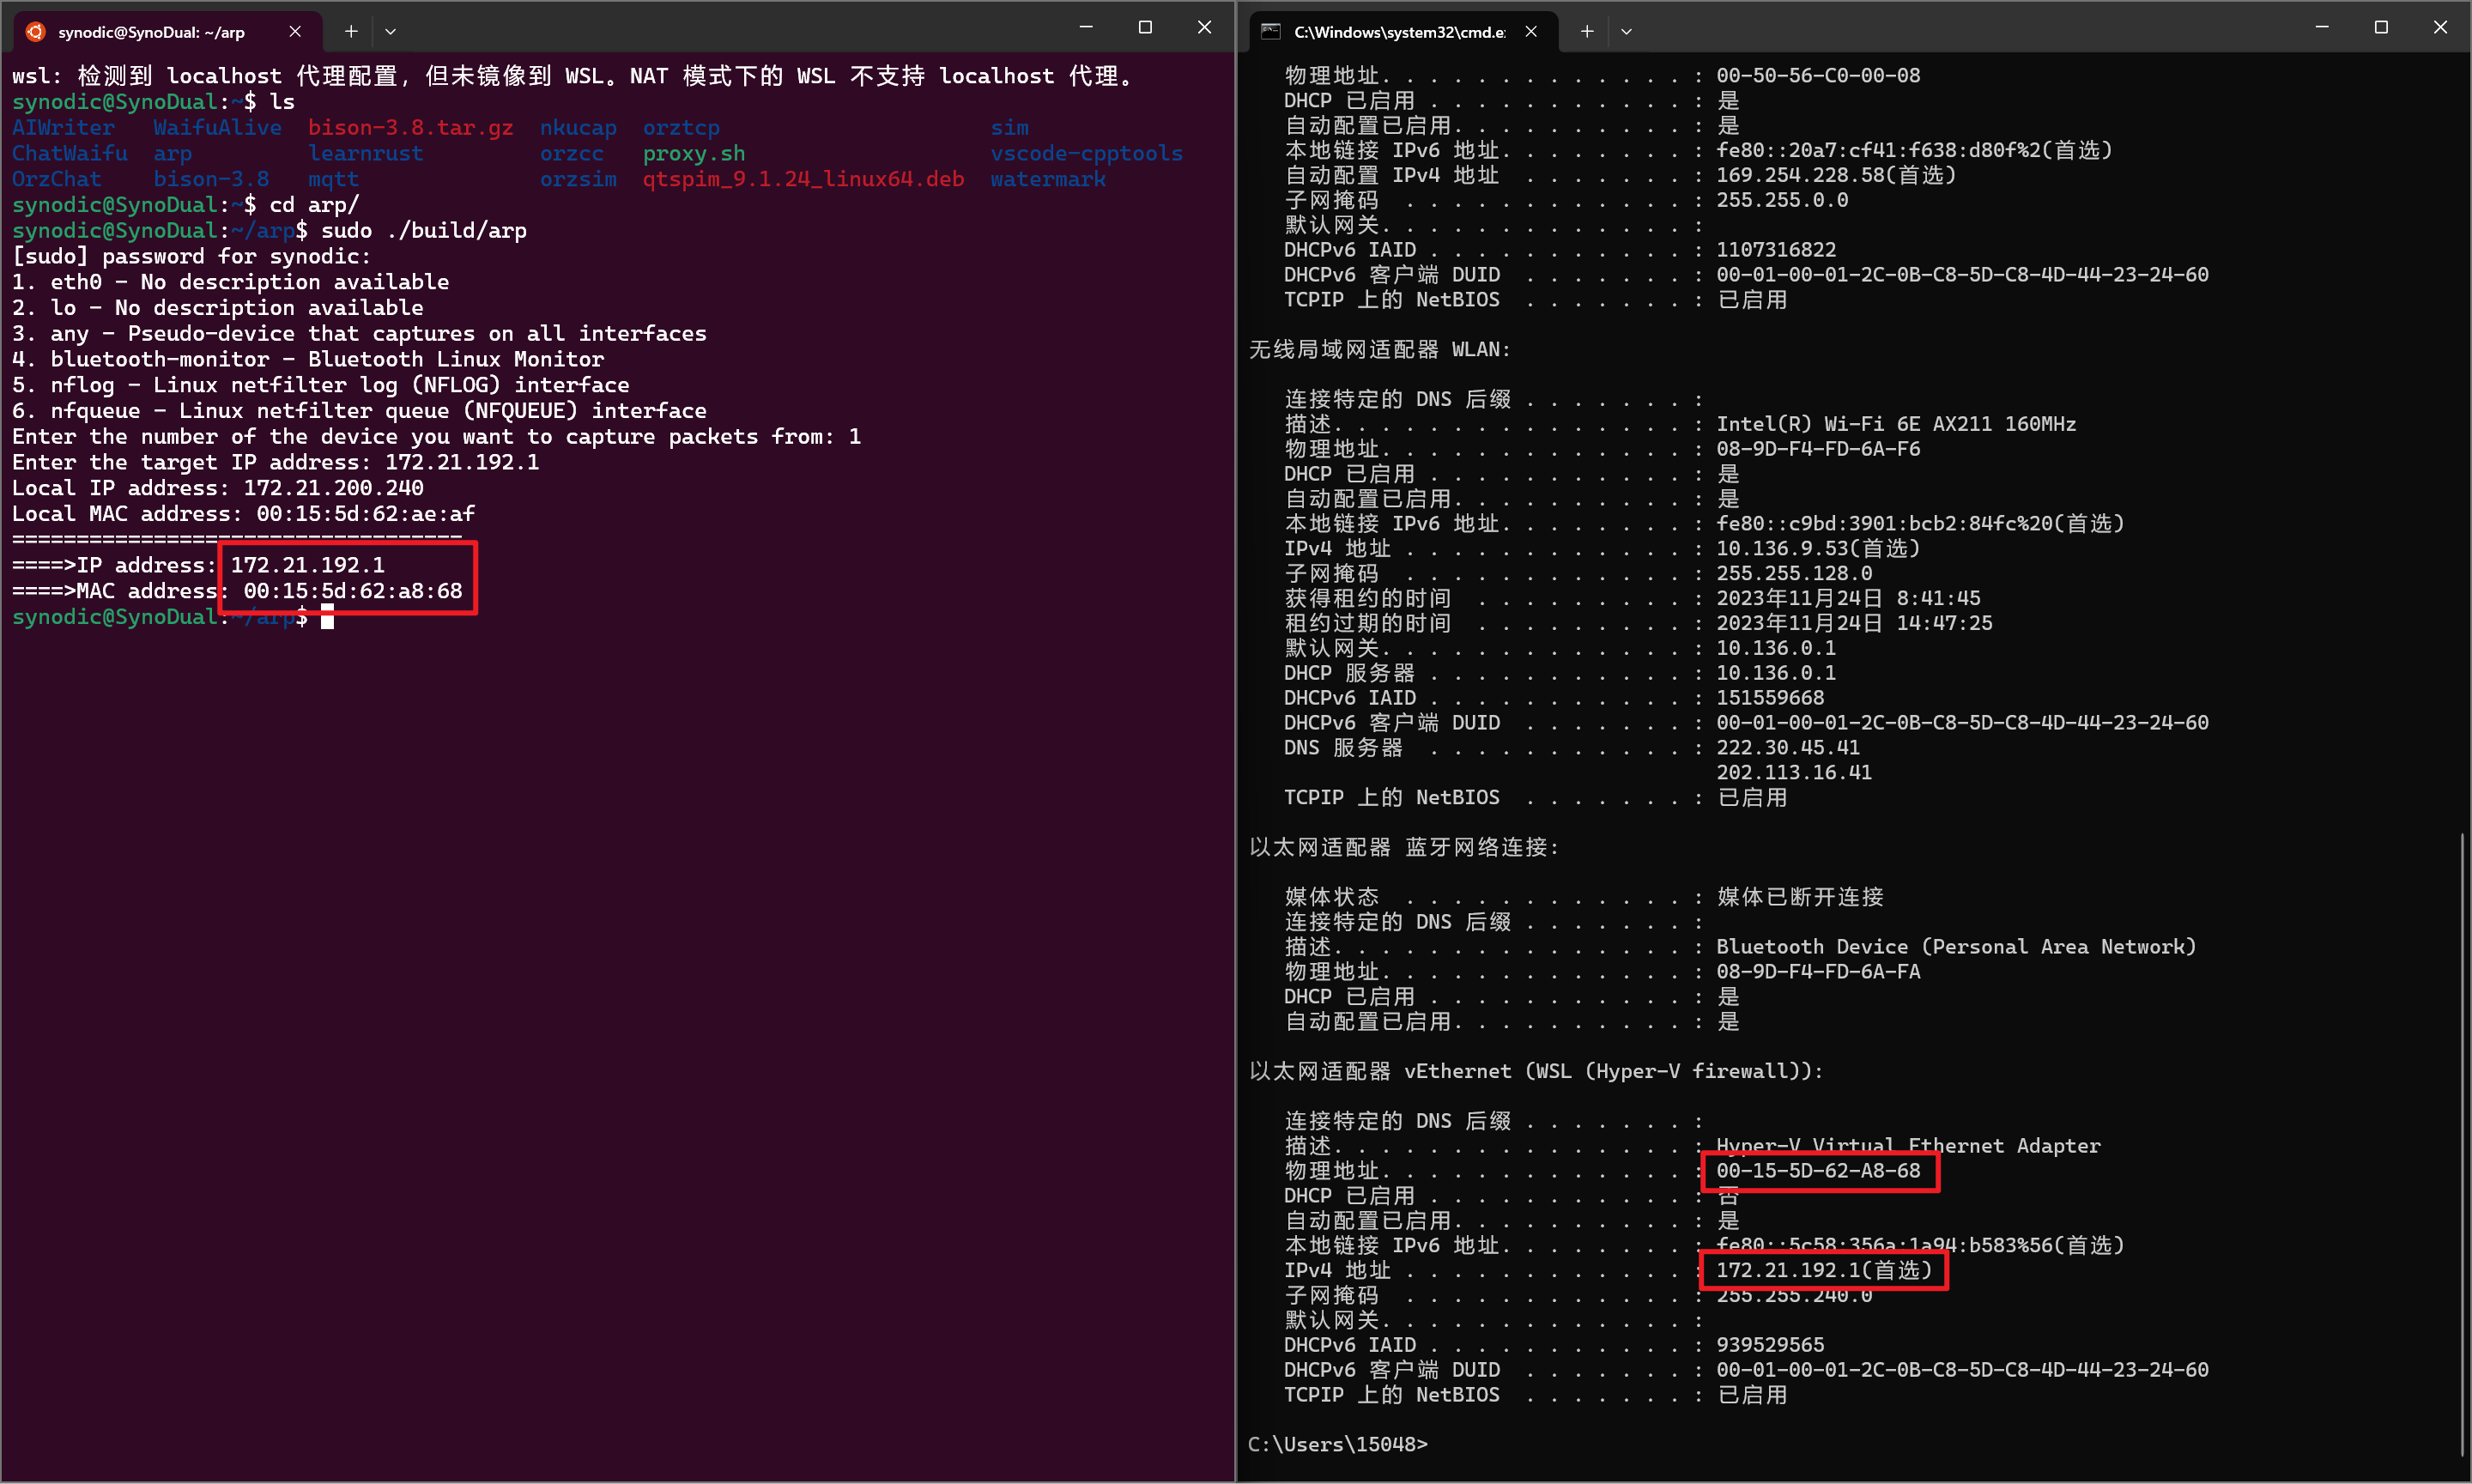 synodic@SynoDual: ~/arp
wsl: 检测到 localhost 代理配置，但未镜像到 WSL。NAT 模式下的 WSL 不支持 localhost 代理。
synodic@SynoDual:~$ ls
AIWriter WaifuAlive bison-3.8.tar.gz nkucap orztcp sim
ChatWaifu arp learnrust orzcc proxy.sh vscode-cpptools
OrzChat bison-3.8 mqtt orzsim qtspim_9.1.24_linux64.deb watermark
synodic@SynoDual:~$ cd arp/
synodic@SynoDual:~/arp$ sudo ./build/arp
[sudo] password for synodic:
1. eth0 - No description available
2. lo - No description available
3. any - Pseudo-device that captures on all interfaces
4. bluetooth-monitor - Bluetooth Linux Monitor
5. nflog - Linux netfilter log (NFLOG) interface
6. nfqueue - Linux netfilter queue (NFQUEUE) interface
Enter the number of the device you want to capture packets from: 1
Enter the target IP address: 172.21.192.1
Local IP address: 172.21.200.240
Local MAC address: 00:15:5d:62:ae:af
===================================
====>IP address: 172.21.192.1
====>MAC address: 00:15:5d:62:a8:68
synodic@SynoDual:~/arp$
C:\Windows\system32\cmd.e:
物理地址. . . . . . . . . . . . . : 00-50-56-C0-00-08
DHCP 已启用 . . . . . . . . . . . : 是
自动配置已启用. . . . . . . . . . : 是
本地链接 IPv6 地址. . . . . . . . : fe80::20a7:cf41:f638:d80f%2(首选)
自动配置 IPv4 地址 . . . . . . . : 169.254.228.58(首选)
子网掩码 . . . . . . . . . . . . : 255.255.0.0
默认网关. . . . . . . . . . . . . :
DHCPv6 IAID . . . . . . . . . . . : 1107316822
DHCPv6 客户端 DUID . . . . . . . : 00-01-00-01-2C-0B-C8-5D-C8-4D-44-23-24-60
TCPIP 上的 NetBIOS . . . . . . . : 已启用
无线局域网适配器 WLAN:
连接特定的 DNS 后缀 . . . . . . . :
描述. . . . . . . . . . . . . . . : Intel(R) Wi-Fi 6E AX211 160MHz
物理地址. . . . . . . . . . . . . : 08-9D-F4-FD-6A-F6
DHCP 已启用 . . . . . . . . . . . : 是
自动配置已启用. . . . . . . . . . : 是
本地链接 IPv6 地址. . . . . . . . : fe80::c9bd:3901:bcb2:84fc%20(首选)
IPv4 地址 . . . . . . . . . . . . : 10.136.9.53(首选)
子网掩码 . . . . . . . . . . . . : 255.255.128.0
获得租约的时间 . . . . . . . . . : 2023年11月24日 8:41:45
租约过期的时间 . . . . . . . . . : 2023年11月24日 14:47:25
默认网关. . . . . . . . . . . . . : 10.136.0.1
DHCP 服务器 . . . . . . . . . . . : 10.136.0.1
DHCPv6 IAID . . . . . . . . . . . : 151559668
DHCPv6 客户端 DUID . . . . . . . : 00-01-00-01-2C-0B-C8-5D-C8-4D-44-23-24-60
DNS 服务器 . . . . . . . . . . . : 222.30.45.41
202.113.16.41
TCPIP 上的 NetBIOS . . . . . . . : 已启用
以太网适配器 蓝牙网络连接:
媒体状态 . . . . . . . . . . . . : 媒体已断开连接
连接特定的 DNS 后缀 . . . . . . . :
描述. . . . . . . . . . . . . . . : Bluetooth Device (Personal Area Network)
物理地址. . . . . . . . . . . . . : 08-9D-F4-FD-6A-FA
DHCP 已启用 . . . . . . . . . . . : 是
自动配置已启用. . . . . . . . . . : 是
以太网适配器 vEthernet (WSL (Hyper-V firewall)):
连接特定的 DNS 后缀 . . . . . . . :
描述. . . . . . . . . . . . . . . : Hyper-V Virtual Ethernet Adapter
物理地址. . . . . . . . . . . . . : 00-15-5D-62-A8-68
DHCP 已启用 . . . . . . . . . . . : 否
自动配置已启用. . . . . . . . . . : 是
本地链接 IPv6 地址. . . . . . . . : fe80::5c58:356a:1a94:b583%56(首选)
IPv4 地址 . . . . . . . . . . . . : 172.21.192.1(首选)
子网掩码 . . . . . . . . . . . . : 255.255.240.0
默认网关. . . . . . . . . . . . . :
DHCPv6 IAID . . . . . . . . . . . : 939529565
DHCPv6 客户端 DUID . . . . . . . : 00-01-00-01-2C-0B-C8-5D-C8-4D-44-23-24-60
TCPIP 上的 NetBIOS . . . . . . . : 已启用
C:\Users\15048>